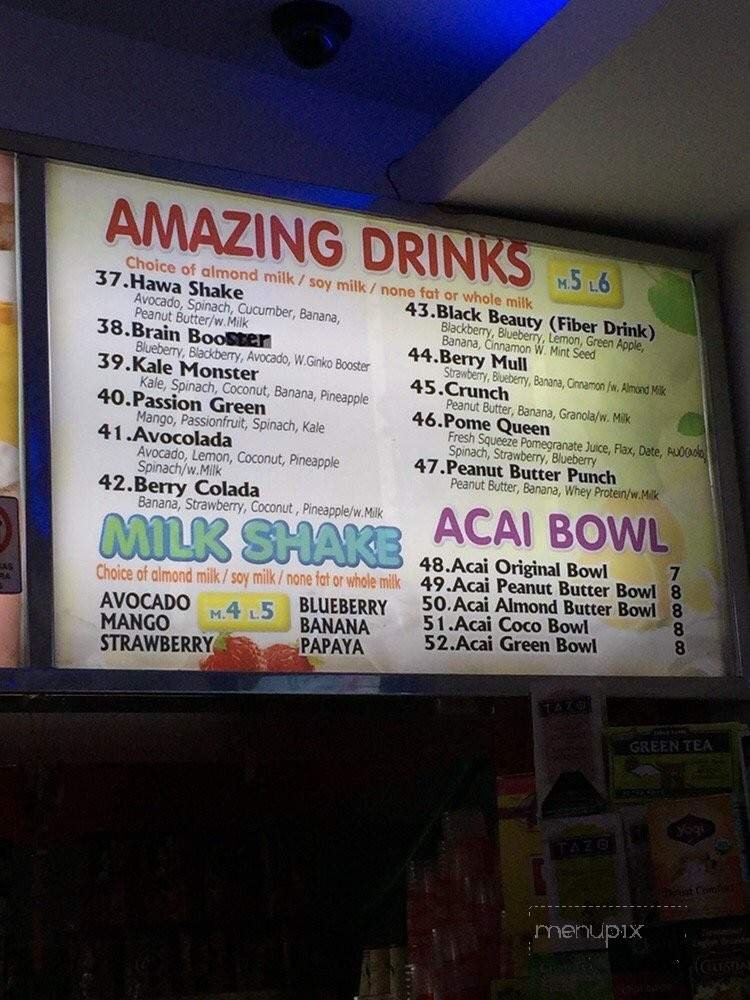 AMAZING DRINKS
M.5 L.6
Choice of almond milk / soy milk / none fat or whole milk
37.Hawa Shake
Avocado, Spinach, Cucumber, Banana,
Peanut Butter/w.Milk
38.Brain Booster
Blueberry, Blackberry, Avocado, W.Ginko Booster
39.Kale Monster
Kale, Spinach, Coconut, Banana, Pineapple
40.Passion Green
Mango, Passionfruit, Spinach, Kale
41.Avocolada
Avocado, Lemon, Coconut, Pineapple
Spinach/w.Milk
42.Berry Colada
Banana, Strawberry, Coconut , Pineapple/w.Milk
43.Black Beauty (Fiber Drink)
Blackberry, Blueberry, Lemon, Green Apple,
Banana, Cinnamon W. Mint Seed
44.Berry Mull
Strawberry, Blueberry, Banana, Cinnamon /w. Almond Milk
45.Crunch
Peanut Butter, Banana, Granola/w. Milk
46.Pome Queen
Fresh Squeeze Pomegranate Juice, Flax, Date,
Spinach, Strawberry, Blueberry
47.Peanut Butter Punch
Peanut Butter, Banana, Whey Protein/w.Milk
MILK SHAKE
Choice of almond milk / soy milk / none fat or whole milk
AVOCADO
MANGO
STRAWBERRY
M.4 L.5
BLUEBERRY
BANANA
PAPAYA
ACAI BOWL
48.Acai Original Bowl 7
49.Acai Peanut Butter Bowl 8
50.Acai Almond Butter Bowl 8
51.Acai Coco Bowl 8
52.Acai Green Bowl 8
TAZO
GREEN TEA
TAZO
yogi
Throat Comfort
menupix